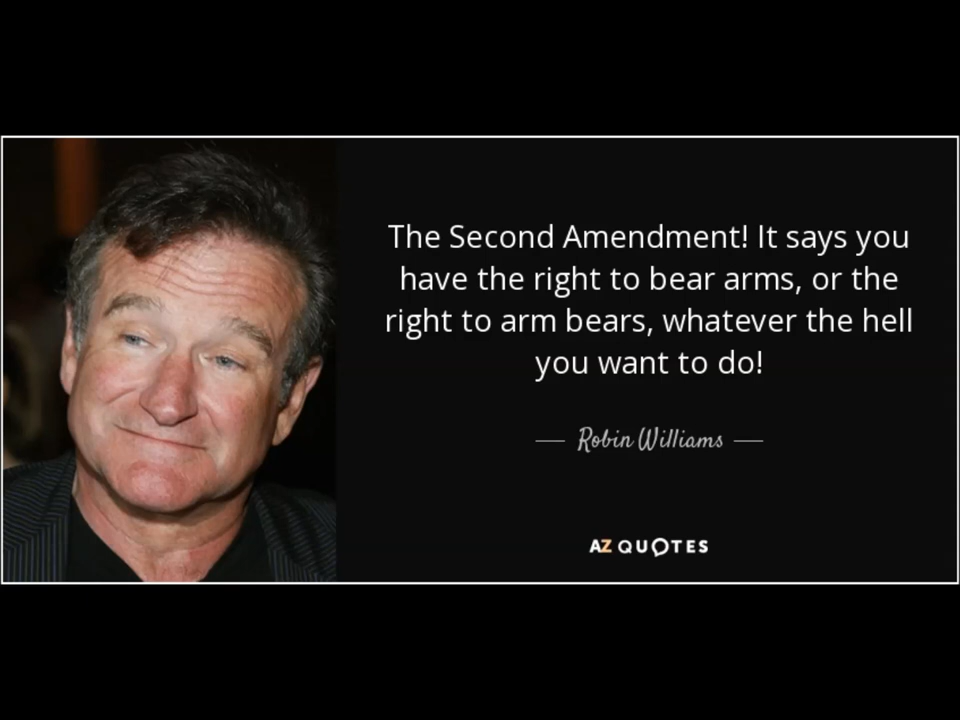 The Second Amendment! It says you
have the right to bear arms, or the
right to arm bears, whatever the hell
you want to do!
Robin Williams
AZ QUOTES